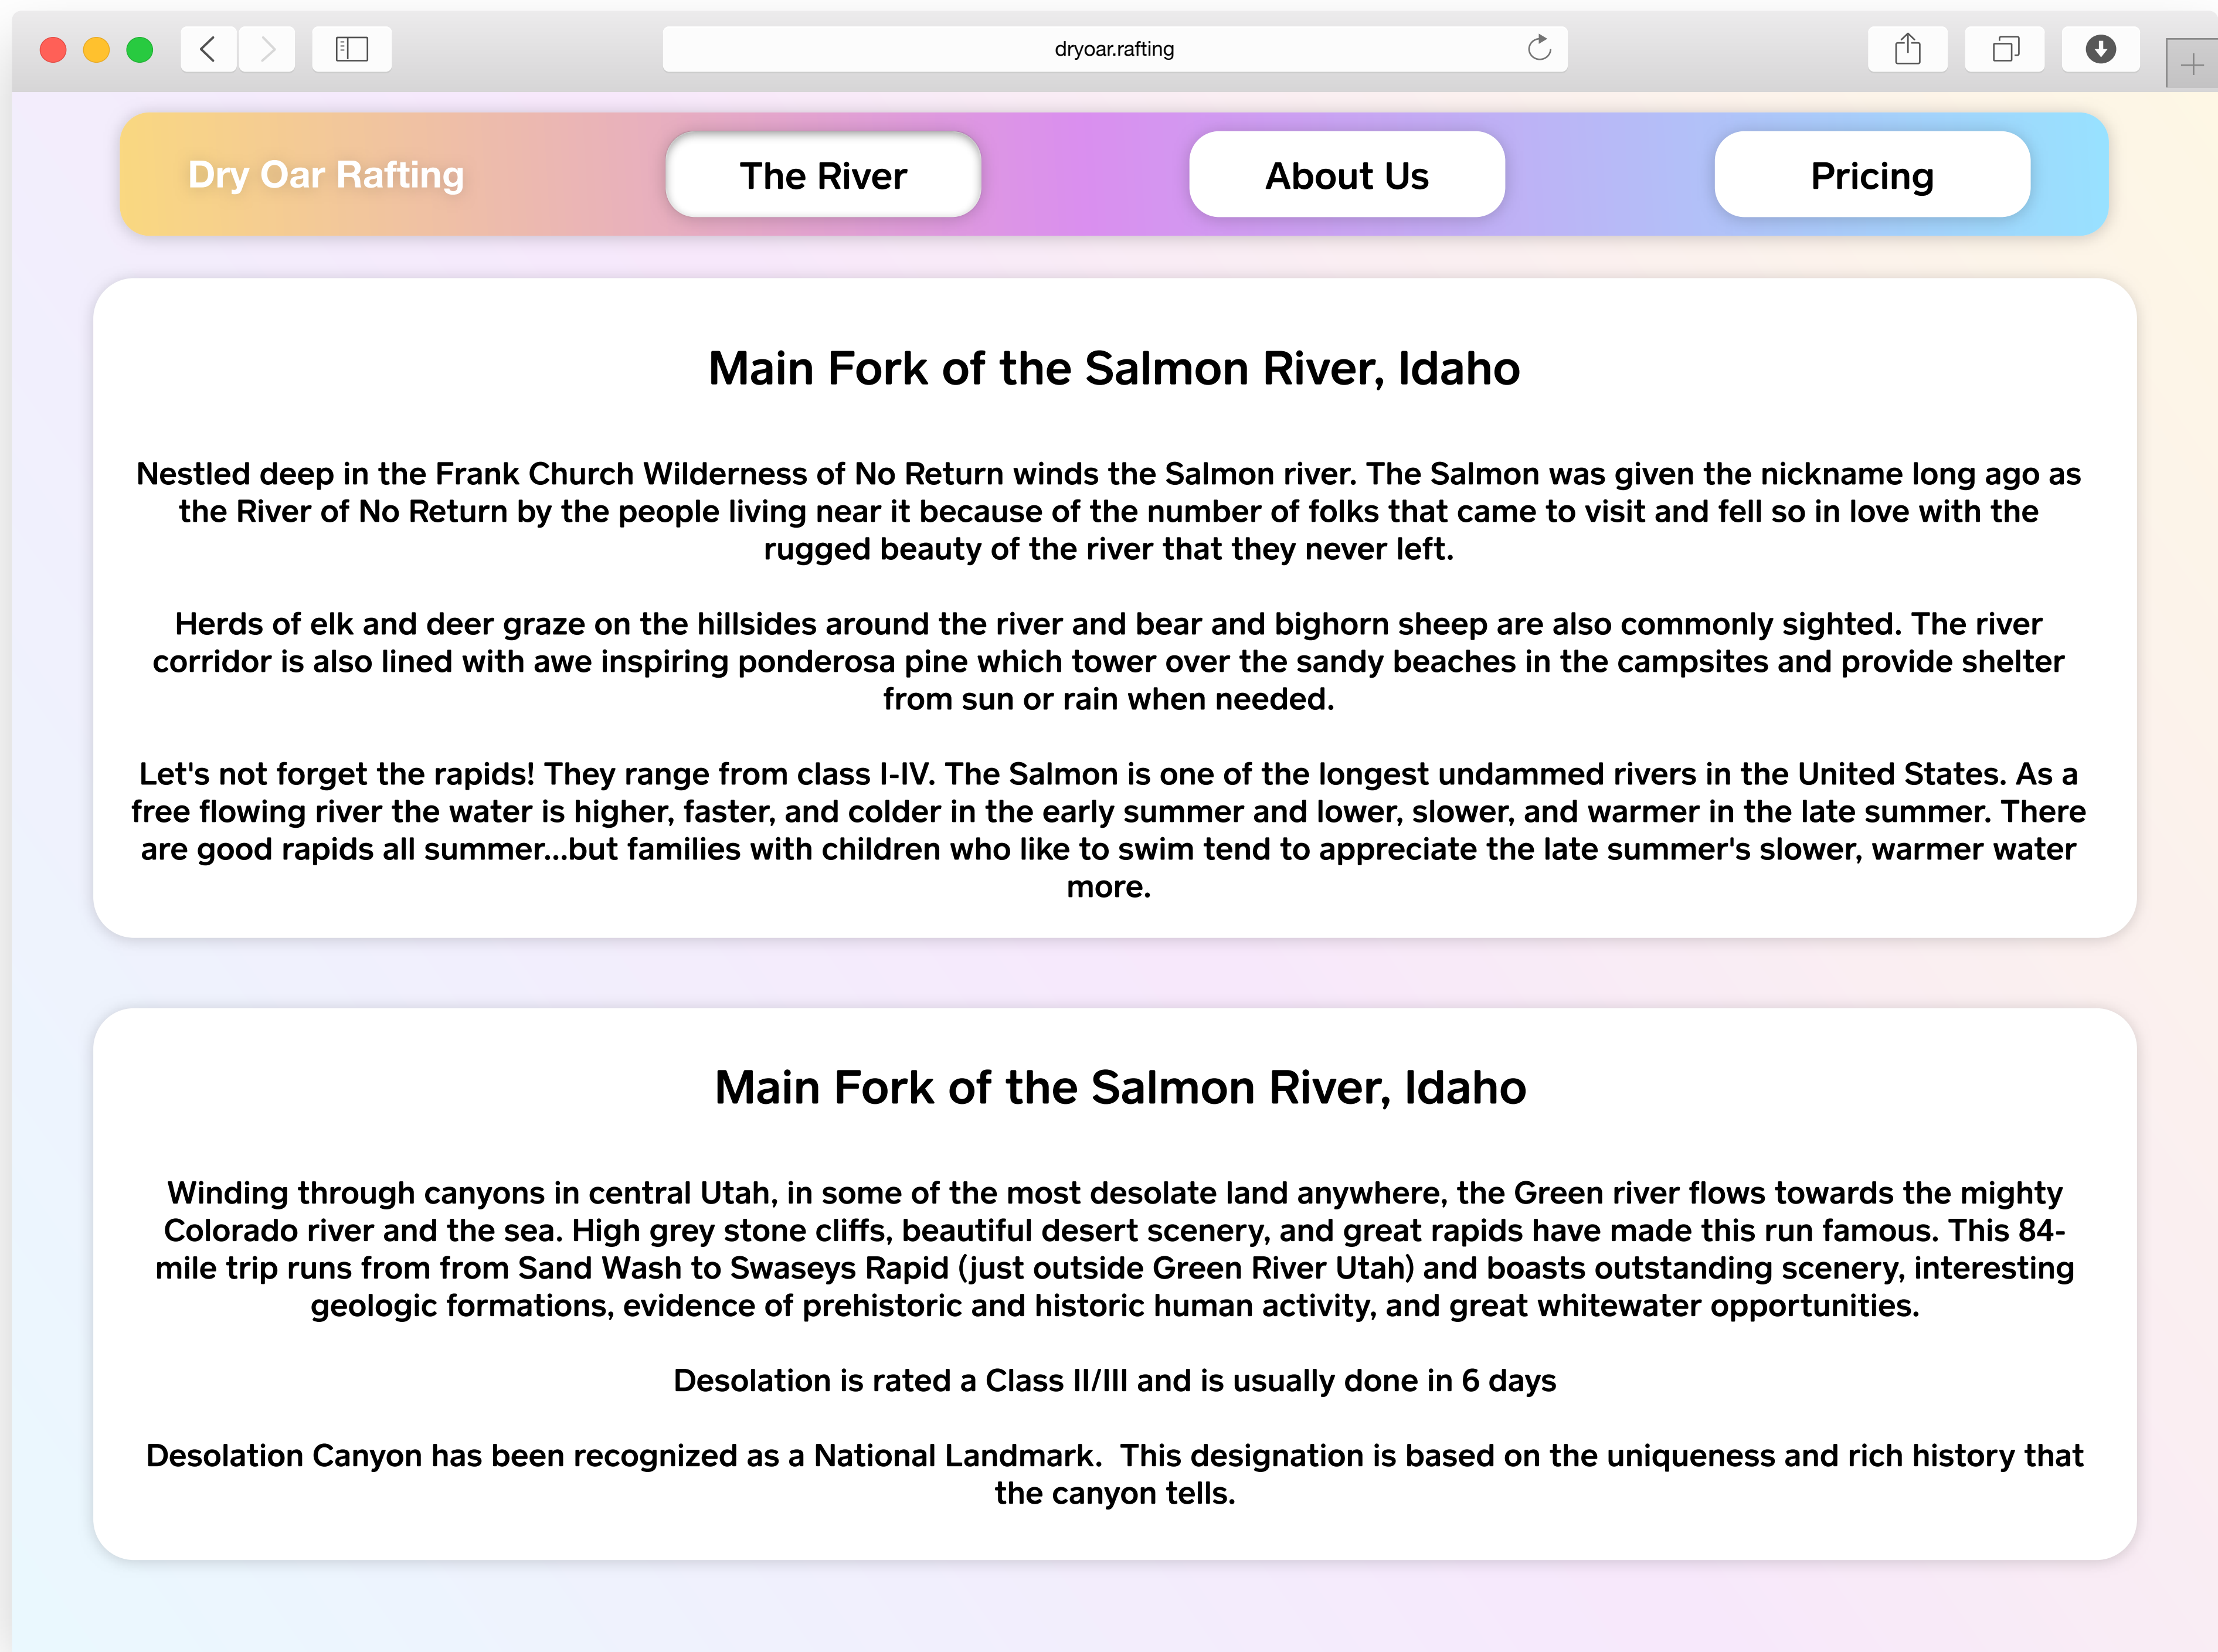 dryoar.rafting
Dry Oar Rafting
The River
About Us
Pricing
Main Fork of the Salmon River, Idaho
Nestled deep in the Frank Church Wilderness of No Return winds the Salmon river. The Salmon was given the nickname long ago as
the River of No Return by the people living near it because of the number of folks that came to visit and fell so in love with the
rugged beauty of the river that they never left.
Herds of elk and deer graze on the hillsides around the river and bear and bighorn sheep are also commonly sighted. The river
corridor is also lined with awe inspiring ponderosa pine which tower over the sandy beaches in the campsites and provide shelter
from sun or rain when needed.
Let's not forget the rapids! They range from class I-IV. The Salmon is one of the longest undammed rivers in the United States. As a
free flowing river the water is higher, faster, and colder in the early summer and lower, slower, and warmer in the late summer. There
are good rapids all summer...but families with children who like to swim tend to appreciate the late summer's slower, warmer water
more.
Main Fork of the Salmon River, Idaho
Winding through canyons in central Utah, in some of the most desolate land anywhere, the Green river flows towards the mighty
Colorado river and the sea. High grey stone cliffs, beautiful desert scenery, and great rapids have made this run famous. This 84-
mile trip runs from from Sand Wash to Swaseys Rapid (just outside Green River Utah) and boasts outstanding scenery, interesting
geologic formations, evidence of prehistoric and historic human activity, and great whitewater opportunities.
Desolation is rated a Class II/III and is usually done in 6 days
Desolation Canyon has been recognized as a National Landmark.  This designation is based on the uniqueness and rich history that
the canyon tells.